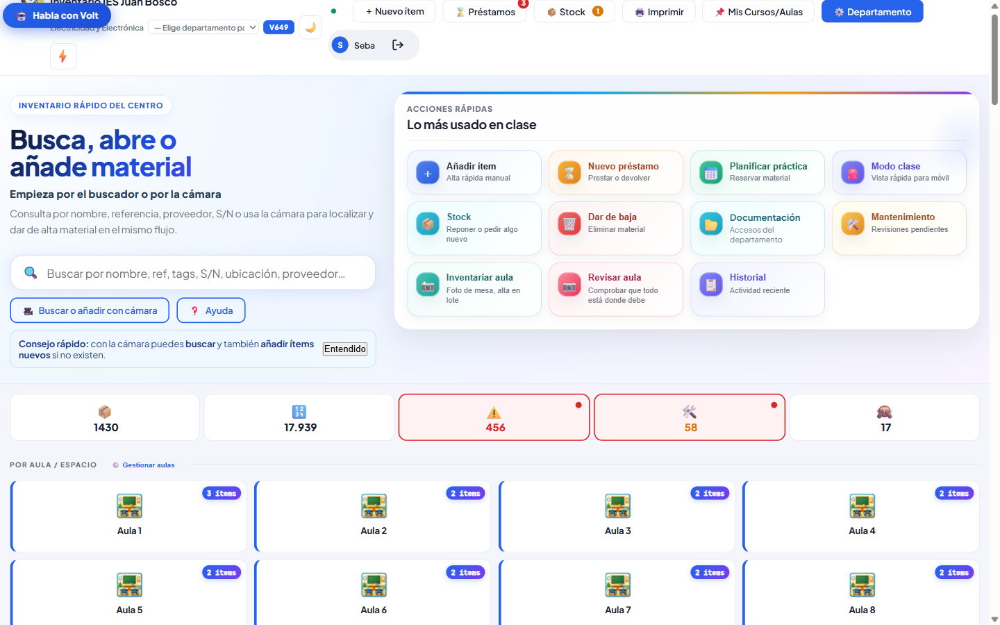 Inventario IES Juan Bosco
Habla con Volt
Electricidad y Electrónica
— Elige departamento pa
V649
+ Nuevo ítem
Préstamos
3
Stock
1
Imprimir
Mis Cursos/Aulas
Departamento
S
Seba
INVENTARIO RÁPIDO DEL CENTRO
Busca, abre o
añade material
Empieza por el buscador o por la cámara
Consulta por nombre, referencia, proveedor, S/N o usa la cámara para localizar y
dar de alta material en el mismo flujo.
Buscar por nombre, ref, tags, S/N, ubicación, proveedor...
Buscar o añadir con cámara
Ayuda
Consejo rápido: con la cámara puedes buscar y también añadir ítems
nuevos si no existen.
Entendido
ACCIONES RÁPIDAS
Lo más usado en clase
Añadir ítem
Alta rápida manual
Nuevo préstamo
Prestar o devolver
Planificar práctica
Reservar material
Modo clase
Vista rápida para móvil
Stock
Reponer o pedir algo
nuevo
Dar de baja
Eliminar material
Documentación
Accesos del
departamento
Mantenimiento
Revisiones pendientes
Inventariar aula
Foto de mesa, alta en
lote
Revisar aula
Comprobar que todo
está donde debe
Historial
Actividad reciente
1430
17.939
456
58
17
POR AULA / ESPACIO
Gestionar aulas
3 ítems
Aula 1
2 ítems
Aula 2
2 ítems
Aula 3
2 ítems
Aula 4
2 ítems
Aula 5
2 ítems
Aula 6
2 ítems
Aula 7
2 ítems
Aula 8